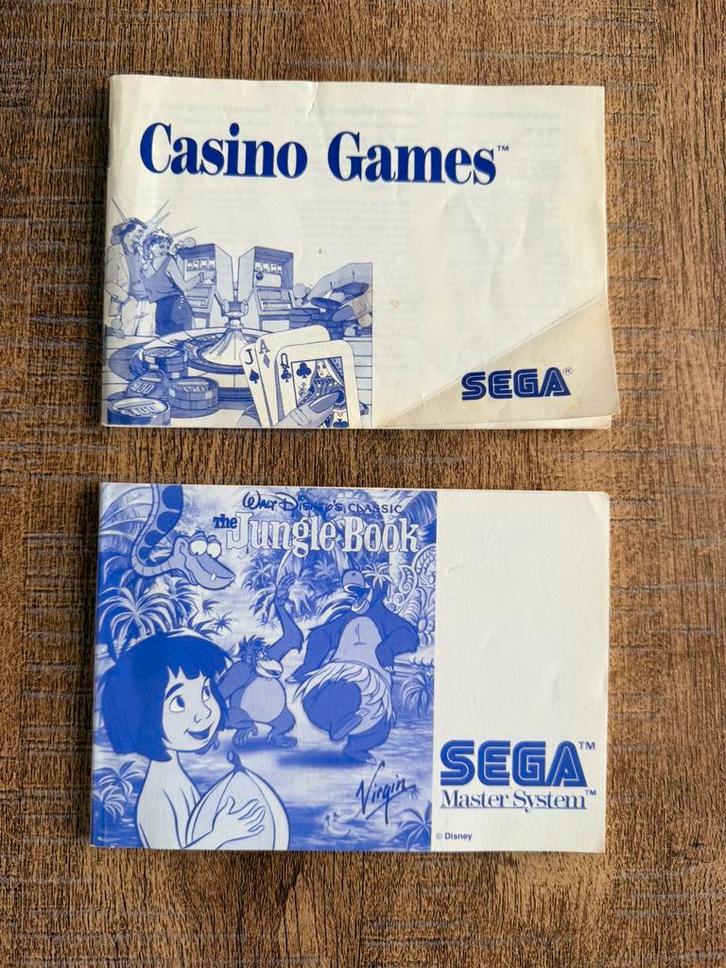 Casino Games™
J A Q
SEGA®
WALT DISNEY'S CLASSIC
The Jungle Book
Virgin
SEGA™
Master System™
© Disney